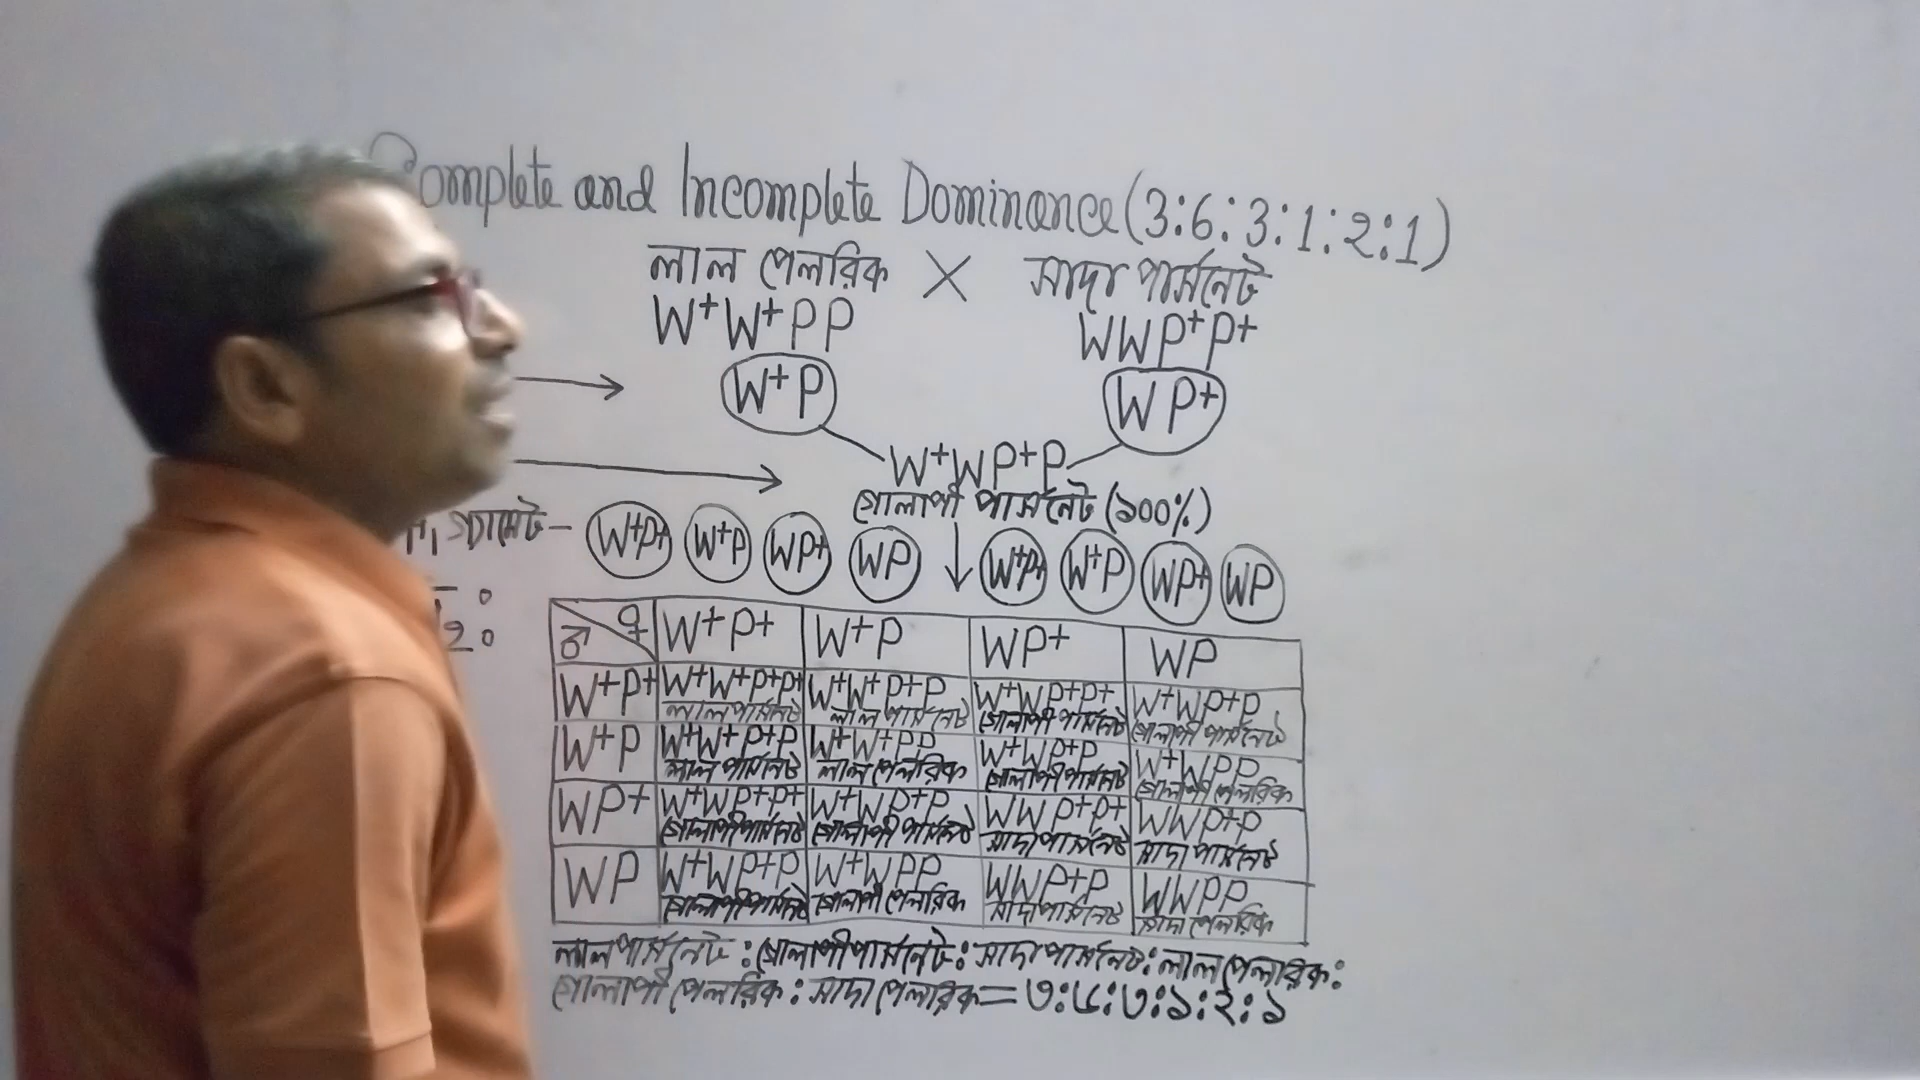 Complete and Incomplete Dominance (3:6:3:1:2:1)
লাল পেলরিক X সাদা পার্সনেট
W+W+PP WWP+P+
W+P WP+
W+WP+P
গোলাপী পার্সনেট (১০০%)
F1 গ্যামেট- W+P+ W+P WP+ WP W+P+ W+P WP+ WP
2:
♂ ♀ W+P+ W+P WP+ WP
W+P+ W+W+P+P+ W+W+P+P W+WP+P+ W+WP+P
লাল পার্সনেট লাল পার্সনেট গোলাপী পার্সনেট গোলাপী পার্সনেট
W+P W+W+P+P W+W+PP W+WP+P W+WPP
লাল পার্সনেট লাল পেলরিক গোলাপী পার্সনেট গোলাপী পেলরিক
WP+ W+WP+P+ W+WP+P WWP+P+ WWP+P
গোলাপী পার্সনেট গোলাপী পার্সনেট সাদা পার্সনেট সাদা পার্সনেট
WP W+WP+P W+WPP WWP+P WWPP
গোলাপী পার্সনেট গোলাপী পেলরিক সাদা পার্সনেট সাদা পেলরিক
লাল পার্সনেট : গোলাপী পার্সনেট : সাদা পার্সনেট : লাল পেলরিক :
গোলাপী পেলরিক : সাদা পেলরিক = ৩:৬:৩:১:২:১